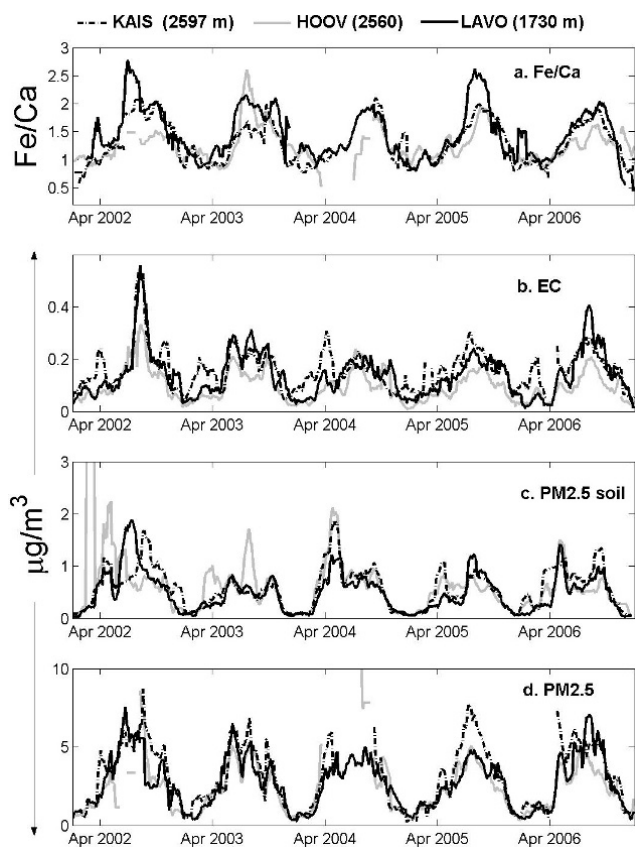 KAIS (2597 m) HOOV (2560) LAVO (1730 m)
3
2.5
2
1.5
1
0.5
Fe/Ca
a. Fe/Ca
Apr 2002 Apr 2003 Apr 2004 Apr 2005 Apr 2006
0.4
0.2
0
b. EC
Apr 2002 Apr 2003 Apr 2004 Apr 2005 Apr 2006
µg/m³
3
2
1
0
c. PM2.5 soil
Apr 2002 Apr 2003 Apr 2004 Apr 2005 Apr 2006
10
5
0
d. PM2.5
Apr 2002 Apr 2003 Apr 2004 Apr 2005 Apr 2006